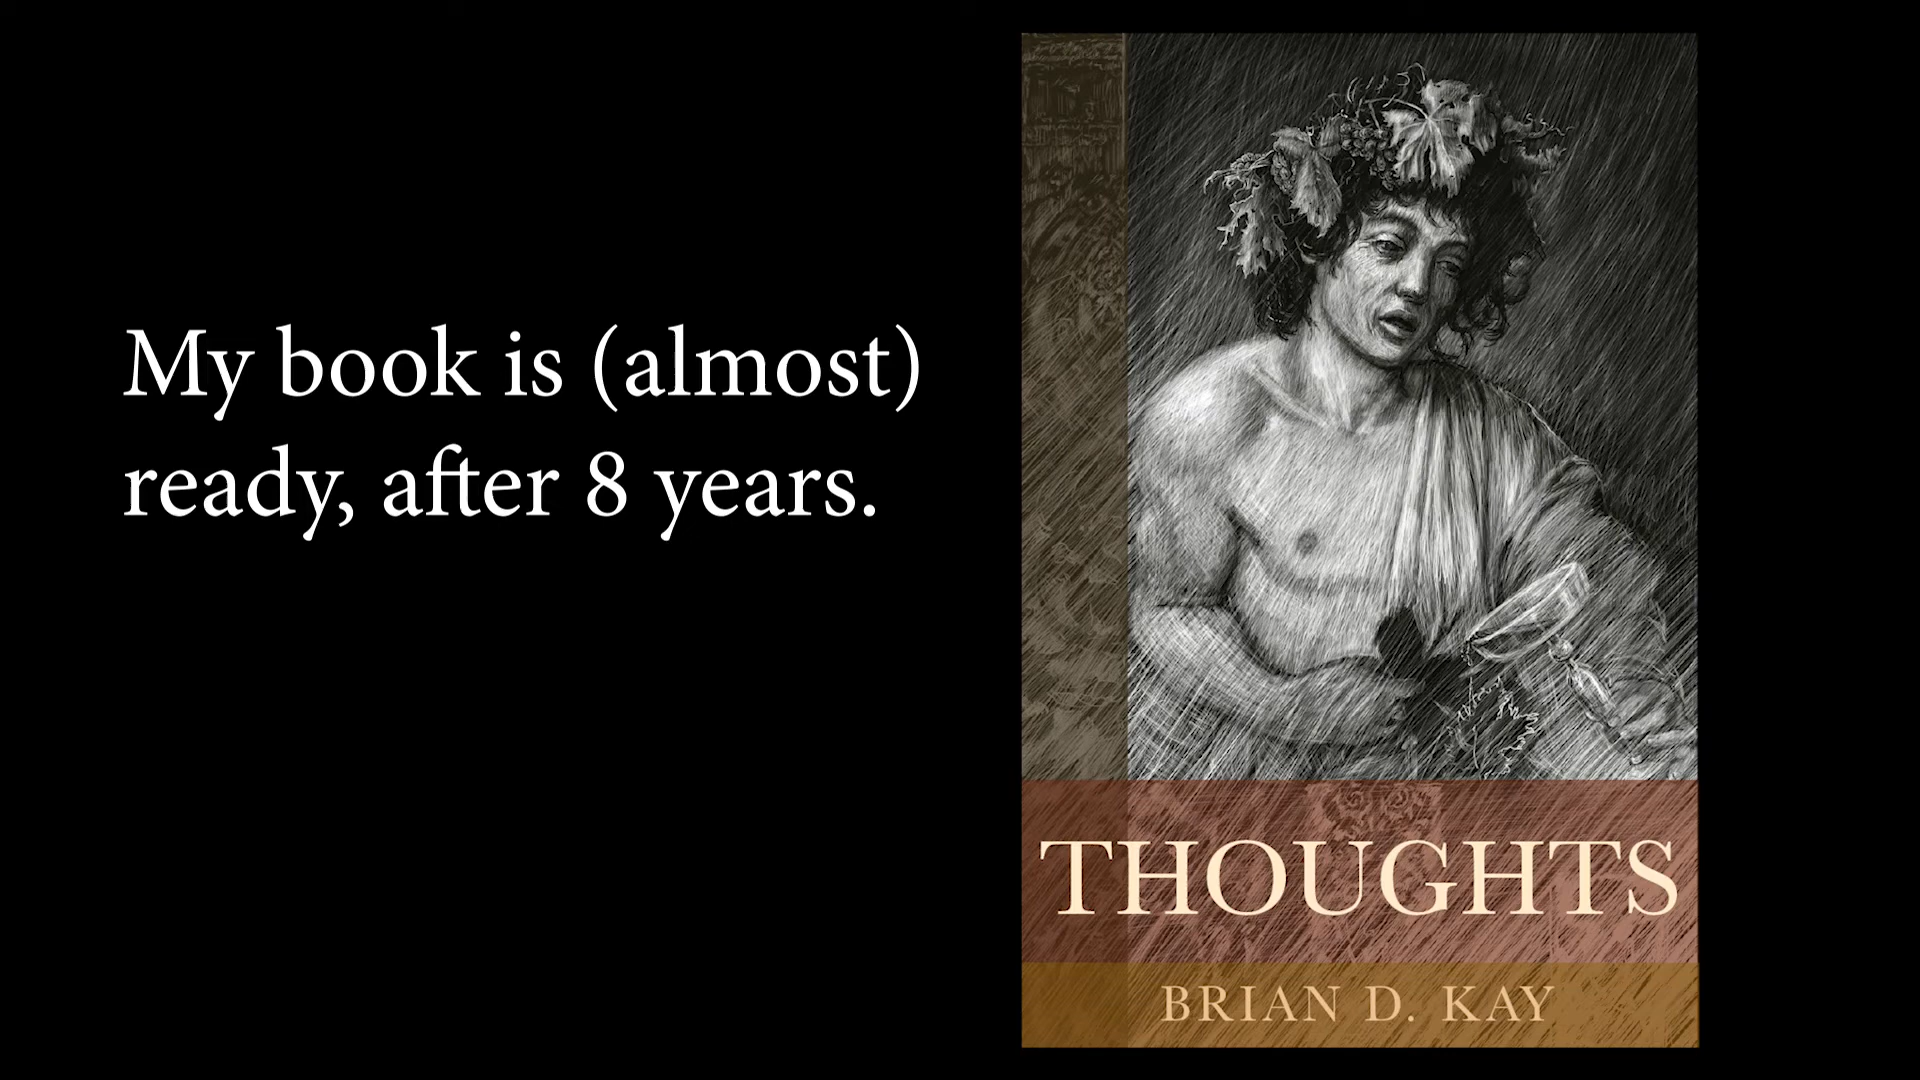 My book is (almost)
ready, after 8 years.
THOUGHTS
BRIAN D. KAY